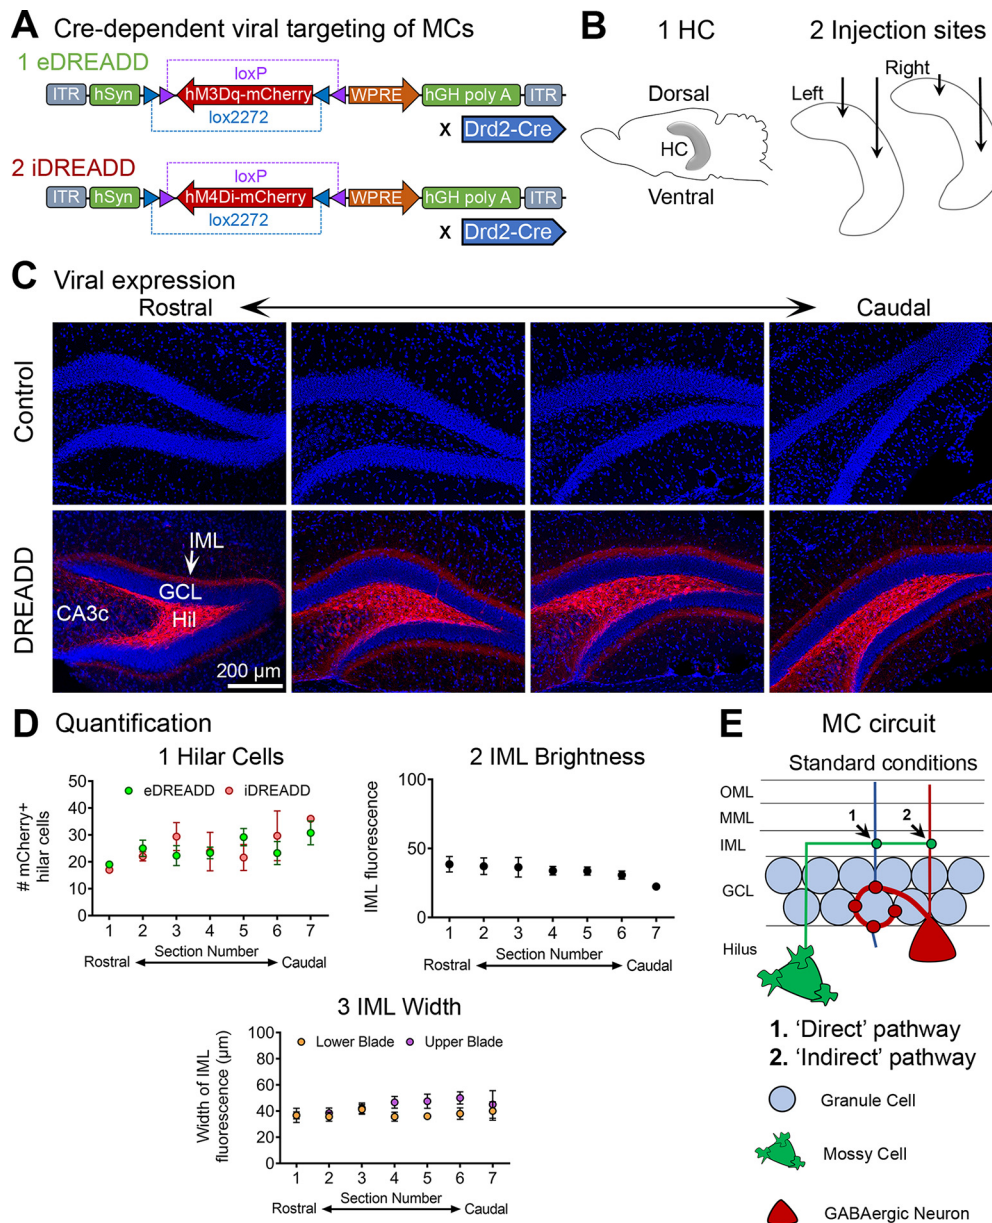 A Cre-dependent viral targeting of MCs
1 eDREADD
loxP
ITR hSyn hM3Dq-mCherry WPRE hGH poly A ITR
lox2272
x Drd2-Cre
2 iDREADD
loxP
ITR hSyn hM4Di-mCherry WPRE hGH poly A ITR
lox2272
x Drd2-Cre
B 1 HC 2 Injection sites
Dorsal
HC
Ventral
Left
Right
C Viral expression
Rostral Caudal
Control
DREADD
IML
GCL
CA3c Hil
200 µm
D Quantification
1 Hilar Cells
# mCherry+
hilar cells
50
40
30
20
10
0
eDREADD iDREADD
1 2 3 4 5 6 7
Section Number
Rostral Caudal
2 IML Brightness
IML fluorescence
100
50
0
1 2 3 4 5 6 7
Section Number
Rostral Caudal
3 IML Width
Width of IML
fluorescence (µm)
100
80
60
40
20
0
Lower Blade Upper Blade
1 2 3 4 5 6 7
Section Number
Rostral Caudal
E MC circuit
Standard conditions
OML
MML
IML
GCL
Hilus
1 2
1. 'Direct' pathway
2. 'Indirect' pathway
Granule Cell
Mossy Cell
GABAergic Neuron